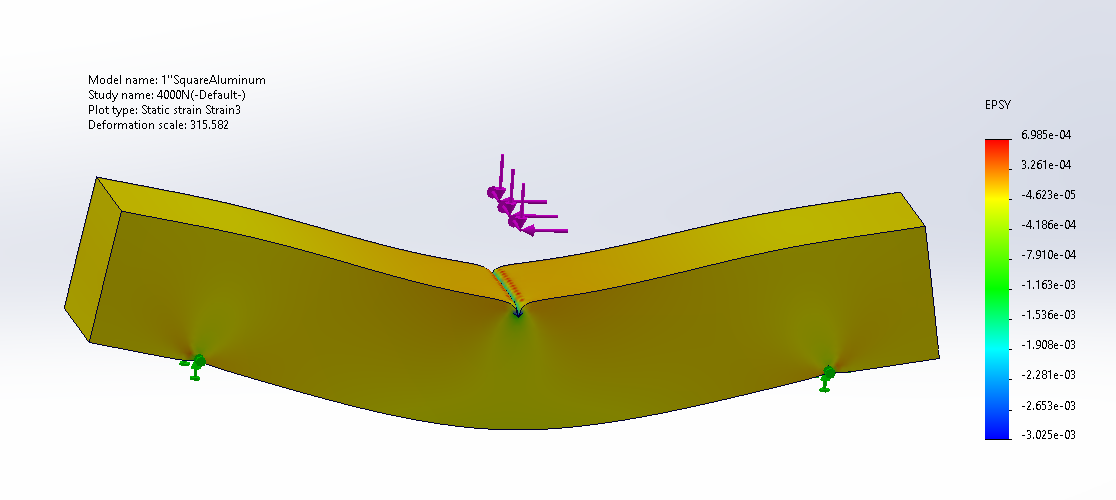 Model name: 1"SquareAluminum
Study name: 4000N(-Default-)
Plot type: Static strain Strain3
Deformation scale: 315.582
EPSY
6.985e-04
3.261e-04
-4.623e-05
-4.186e-04
-7.910e-04
-1.163e-03
-1.536e-03
-1.908e-03
-2.281e-03
-2.653e-03
-3.025e-03